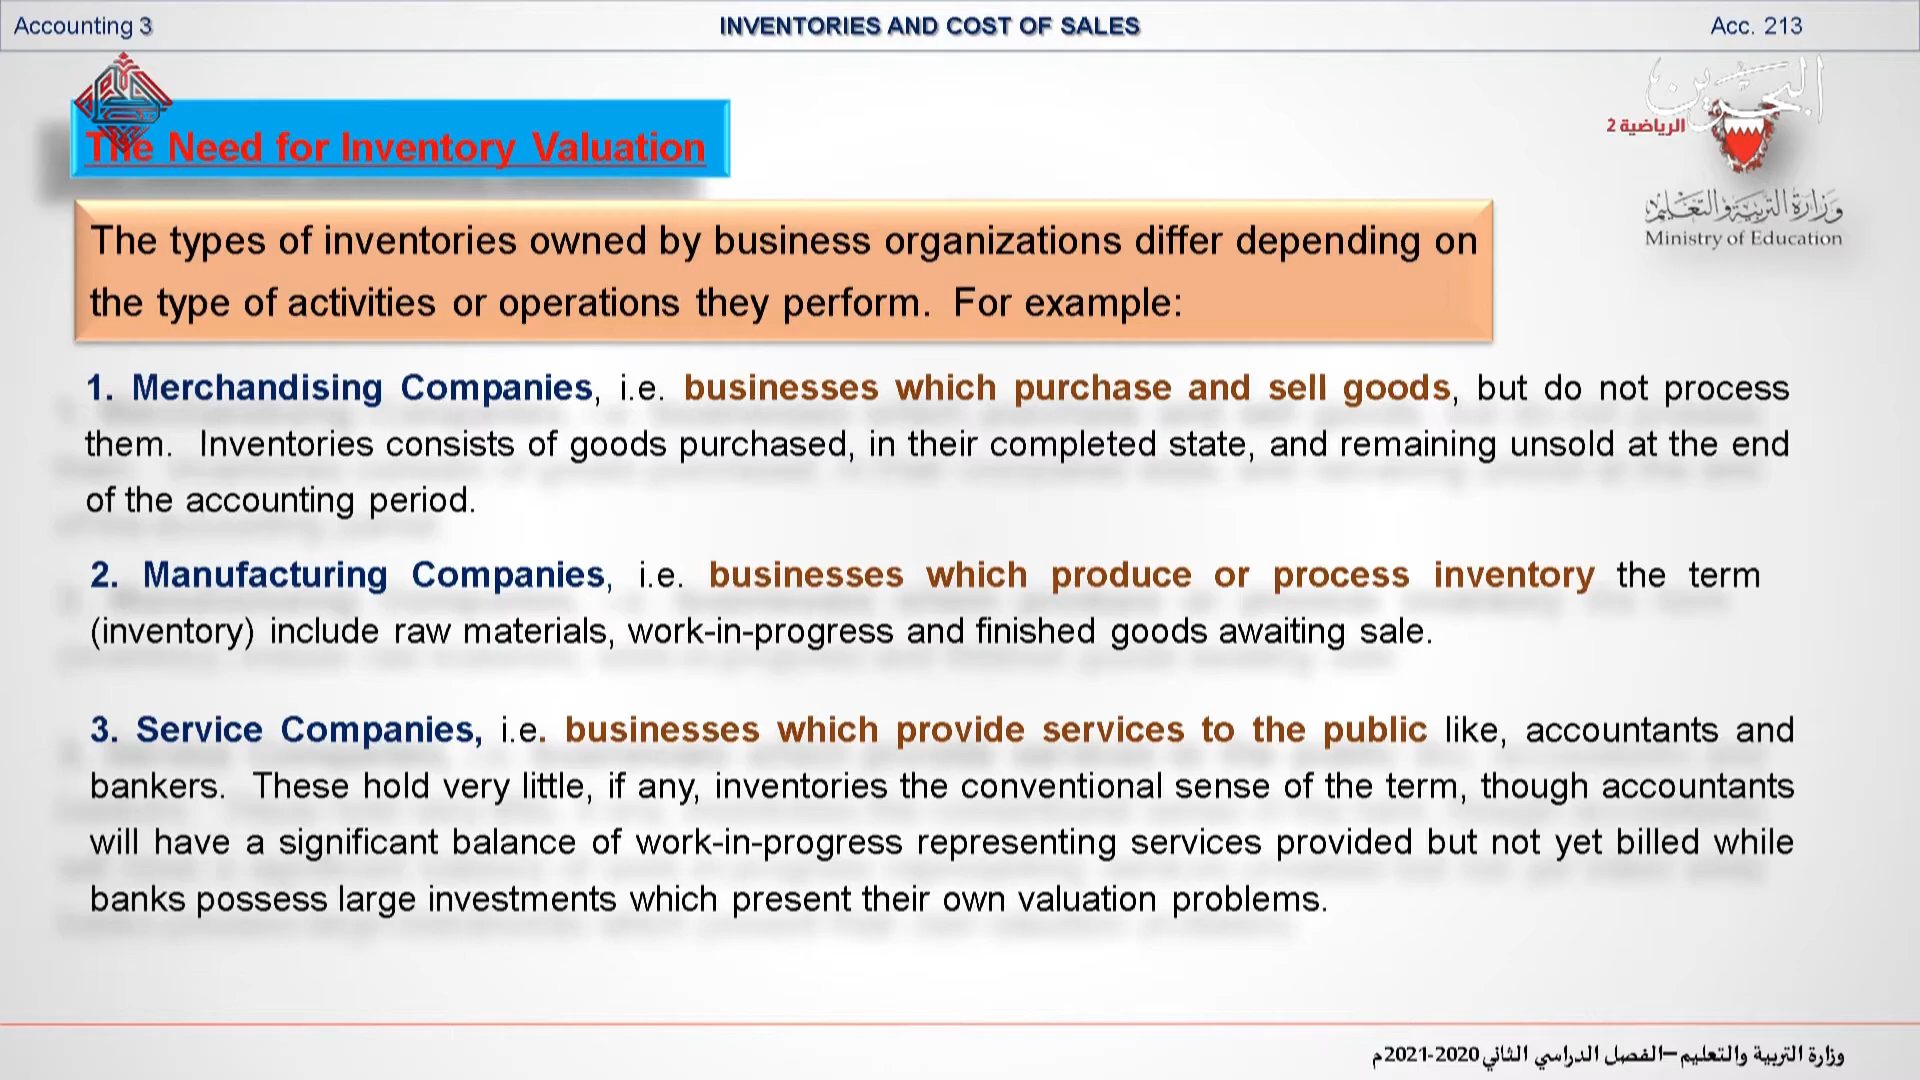 Accounting 3
INVENTORIES AND COST OF SALES
Acc. 213
البحرين
الرياضية 2
وزارة التربية والتعليم
Ministry of Education
The Need for Inventory Valuation
The types of inventories owned by business organizations differ depending on
the type of activities or operations they perform. For example:
1. Merchandising Companies, i.e. businesses which purchase and sell goods, but do not process
them. Inventories consists of goods purchased, in their completed state, and remaining unsold at the end
of the accounting period.
2. Manufacturing Companies, i.e. businesses which produce or process inventory the term
(inventory) include raw materials, work-in-progress and finished goods awaiting sale.
3. Service Companies, i.e. businesses which provide services to the public like, accountants and
bankers. These hold very little, if any, inventories the conventional sense of the term, though accountants
will have a significant balance of work-in-progress representing services provided but not yet billed while
banks possess large investments which present their own valuation problems.
وزارة التربية والتعليم –الفصل الدراسي الثاني 2020-2021م